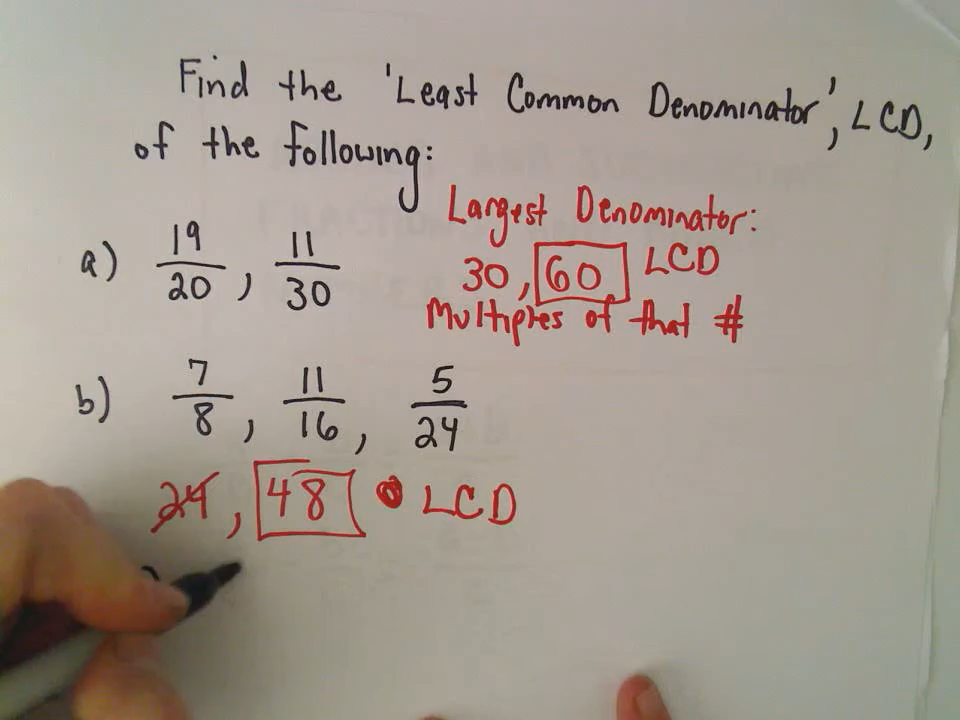 Find the 'Least Common Denominator', LCD,
of the following:
Largest Denominator:
a) 19/20, 11/30
30, 60 LCD
Multiples of that #
b) 7/8, 11/16, 5/24
24, 48 LCD